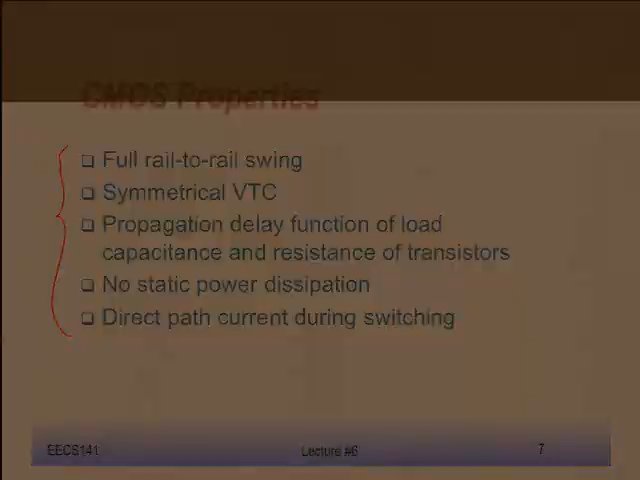 CMOS Properties
❑ Full rail-to-rail swing
❑ Symmetrical VTC
❑ Propagation delay function of load
capacitance and resistance of transistors
❑ No static power dissipation
❑ Direct path current during switching
EECS141 Lecture #6 7